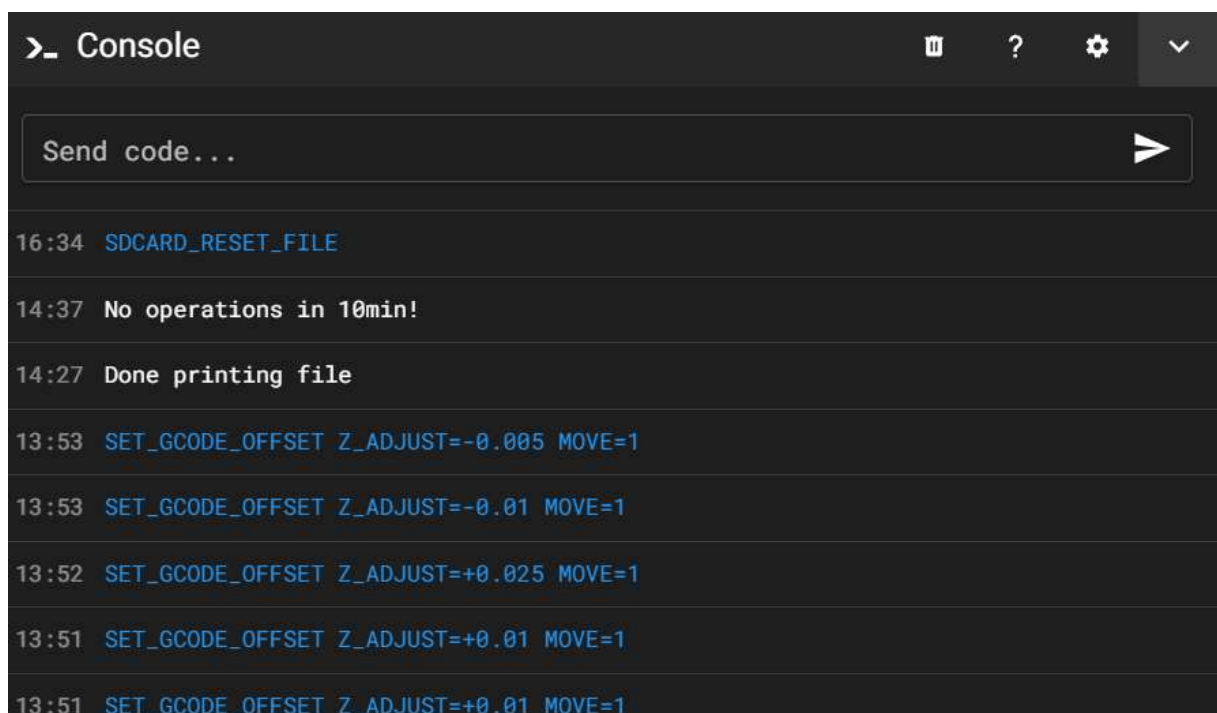 Console
Send code...
16:34 SDCARD_RESET_FILE
14:37 No operations in 10min!
14:27 Done printing file
13:53 SET_GCODE_OFFSET Z_ADJUST=-0.005 MOVE=1
13:53 SET_GCODE_OFFSET Z_ADJUST=-0.01 MOVE=1
13:52 SET_GCODE_OFFSET Z_ADJUST=+0.025 MOVE=1
13:51 SET_GCODE_OFFSET Z_ADJUST=+0.01 MOVE=1
13:51 SET_GCODE_OFFSET Z_ADJUST=+0.01 MOVE=1